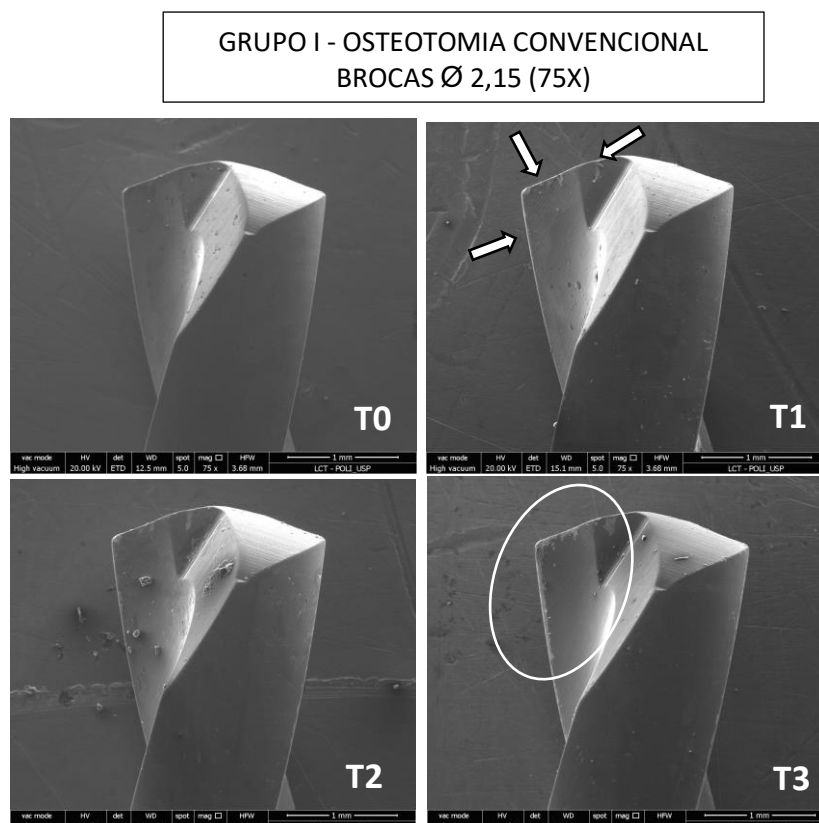 GRUPO I - OSTEOTOMIA CONVENCIONAL
BROCAS Ø 2,15 (75X)
T0
vac mode HV det WD spot mag □ HFW 1 mm
High vacuum 20.00 kV ETD 12.5 mm 5.0 75 x 3.68 mm LCT - POLI_USP
T1
vac mode HV det WD spot mag □ HFW 1 mm
High vacuum 20.00 kV ETD 15.1 mm 5.0 75 x 3.68 mm LCT - POLI_USP
T2
vac mode HV det WD spot mag □ HFW 1 mm
T3
vac mode HV det WD spot mag □ HFW 1 mm